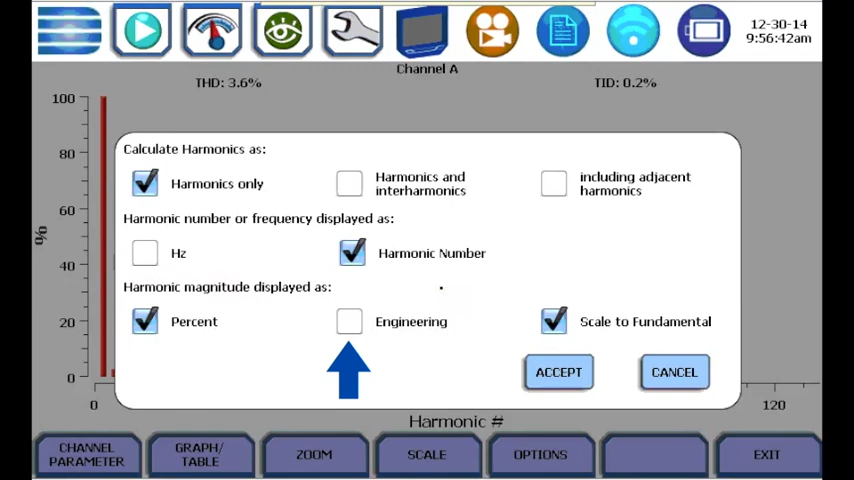 12-30-14
9:56:42am
Channel A
THD: 3.6%
TID: 0.2%
100
80
60
40
20
0
%
Calculate Harmonics as:
Harmonics only
Harmonics and
interharmonics
including adjacent
harmonics
Harmonic number or frequency displayed as:
Hz
Harmonic Number
Harmonic magnitude displayed as:
Percent
Engineering
Scale to Fundamental
ACCEPT
CANCEL
0
120
Harmonic #
CHANNEL
PARAMETER
GRAPH/
TABLE
ZOOM
SCALE
OPTIONS
EXIT